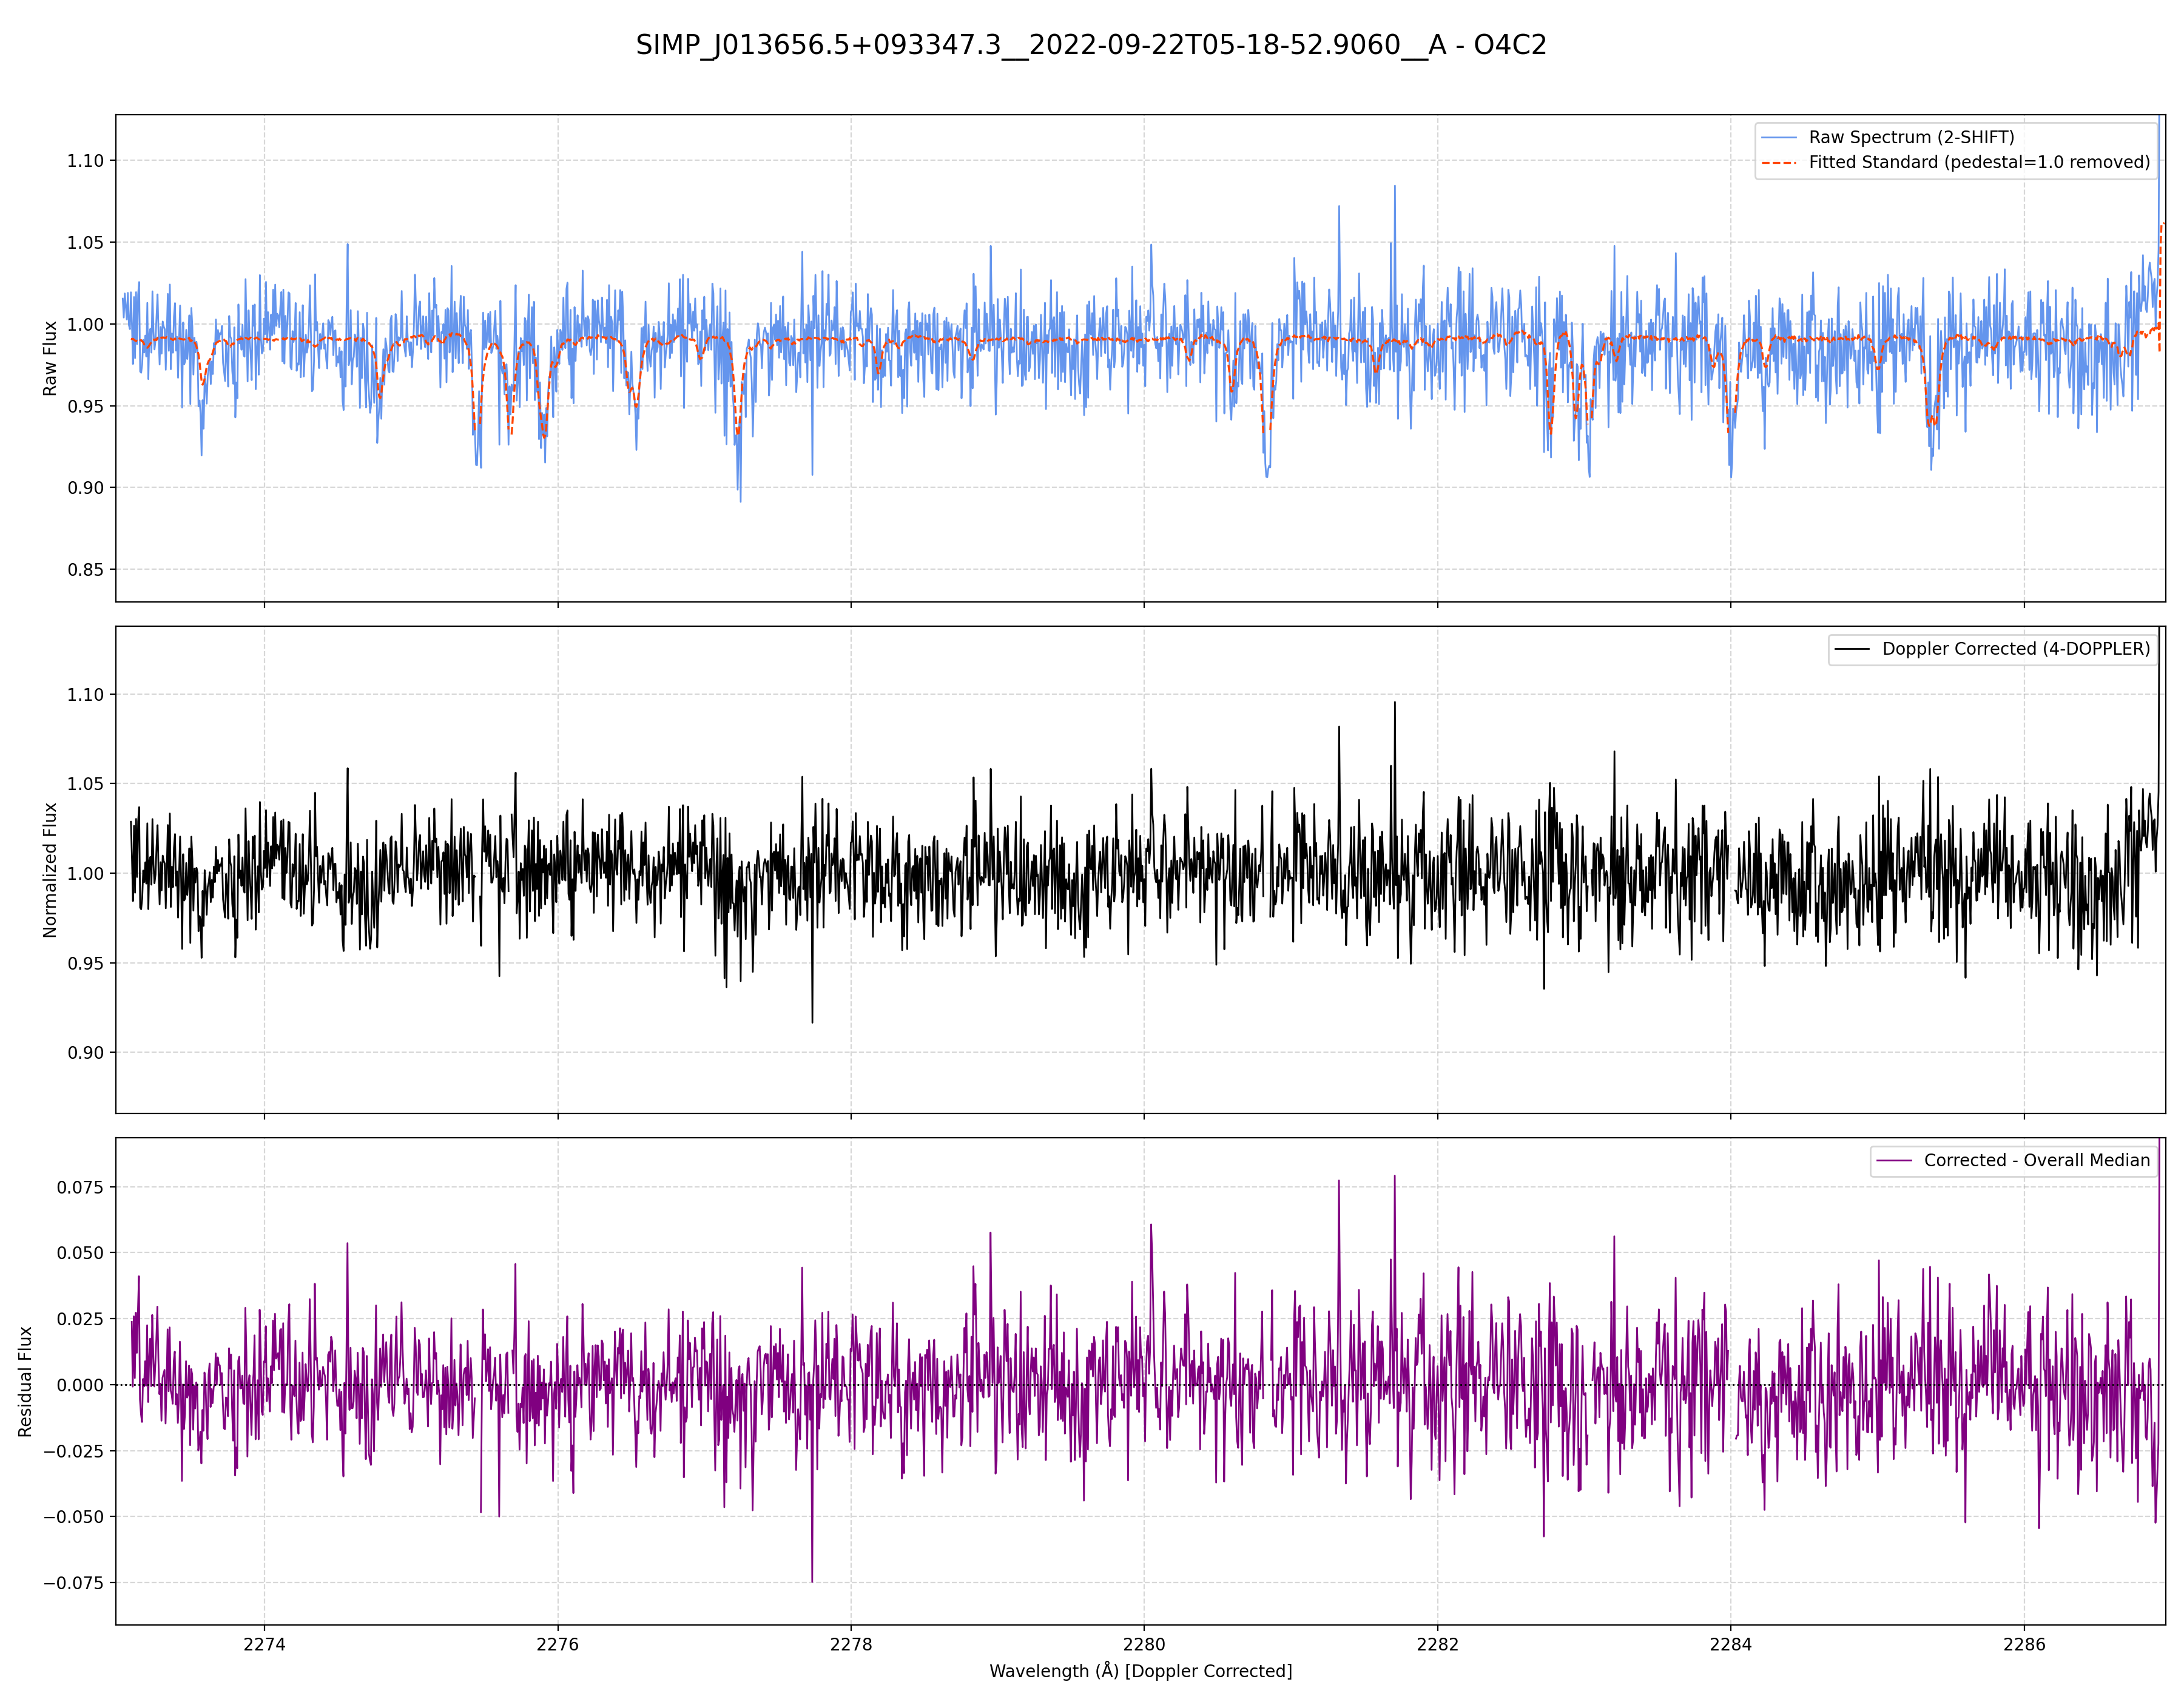 SIMP_J013656.5+093347.3__2022-09-22T05-18-52.9060__A - O4C2
Raw Flux
1.10
1.05
1.00
0.95
0.90
0.85
Raw Spectrum (2-SHIFT)
Fitted Standard (pedestal=1.0 removed)
Normalized Flux
1.10
1.05
1.00
0.95
0.90
Doppler Corrected (4-DOPPLER)
Residual Flux
0.075
0.050
0.025
0.000
−0.025
−0.050
−0.075
Corrected - Overall Median
2274 2276 2278 2280 2282 2284 2286
Wavelength (Å) [Doppler Corrected]